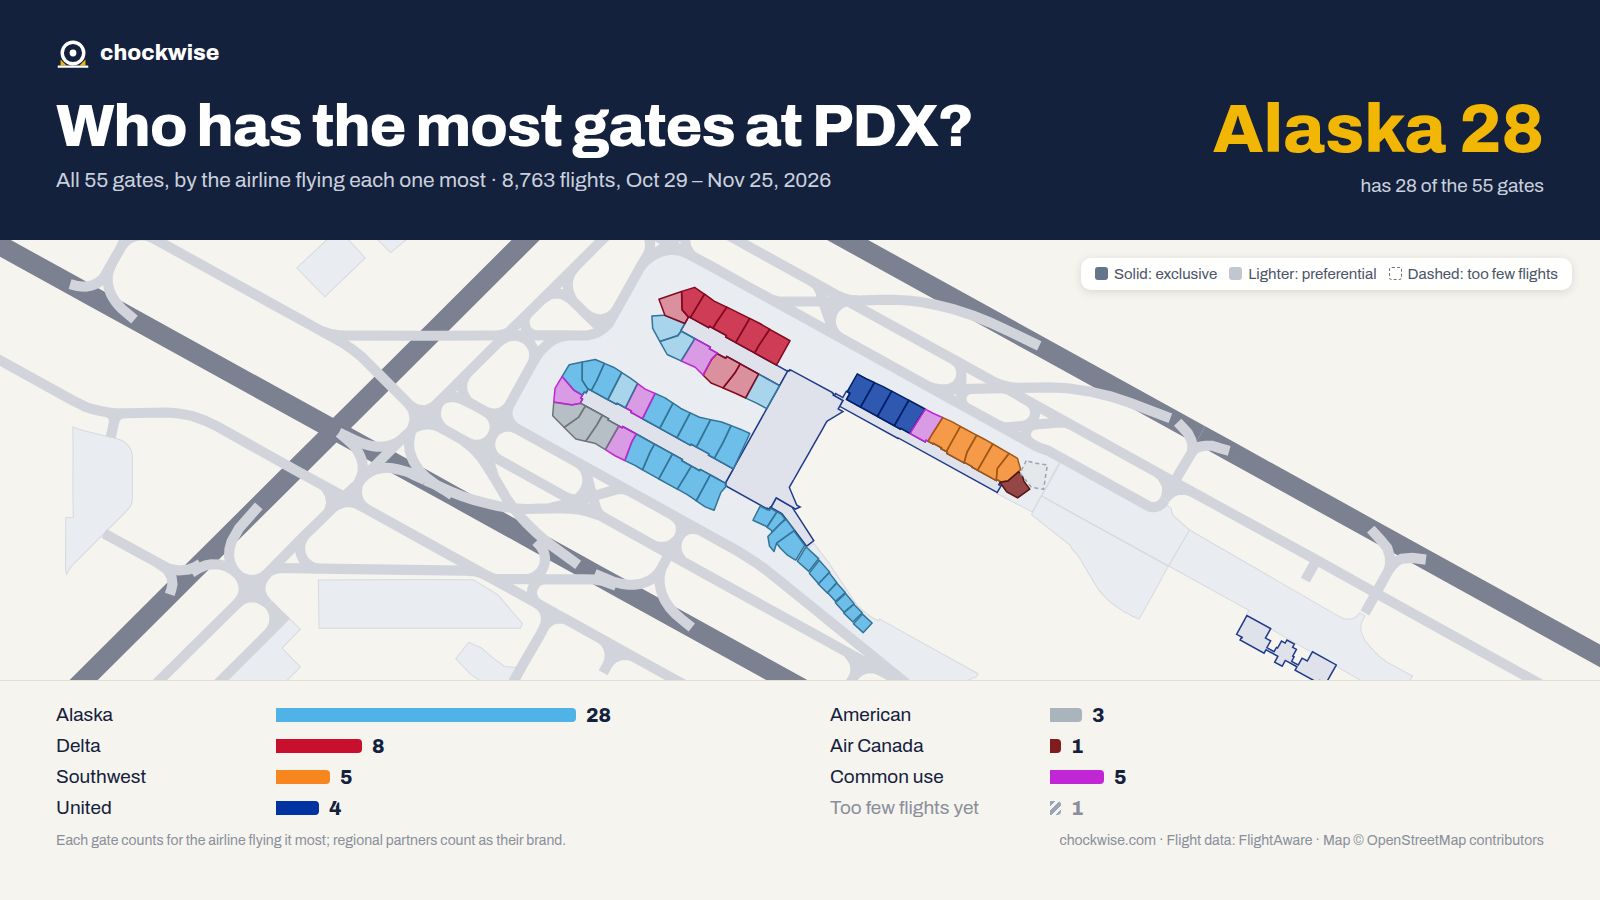 chockwise
Who has the most gates at PDX?
All 55 gates, by the airline flying each one most · 8,763 flights, Oct 29 – Nov 25, 2026
Alaska 28
has 28 of the 55 gates
Solid: exclusive
Lighter: preferential
Dashed: too few flights
Alaska 28
Delta 8
Southwest 5
United 4
American 3
Air Canada 1
Common use 5
Too few flights yet 1
Each gate counts for the airline flying it most; regional partners count as their brand.
chockwise.com · Flight data: FlightAware · Map © OpenStreetMap contributors